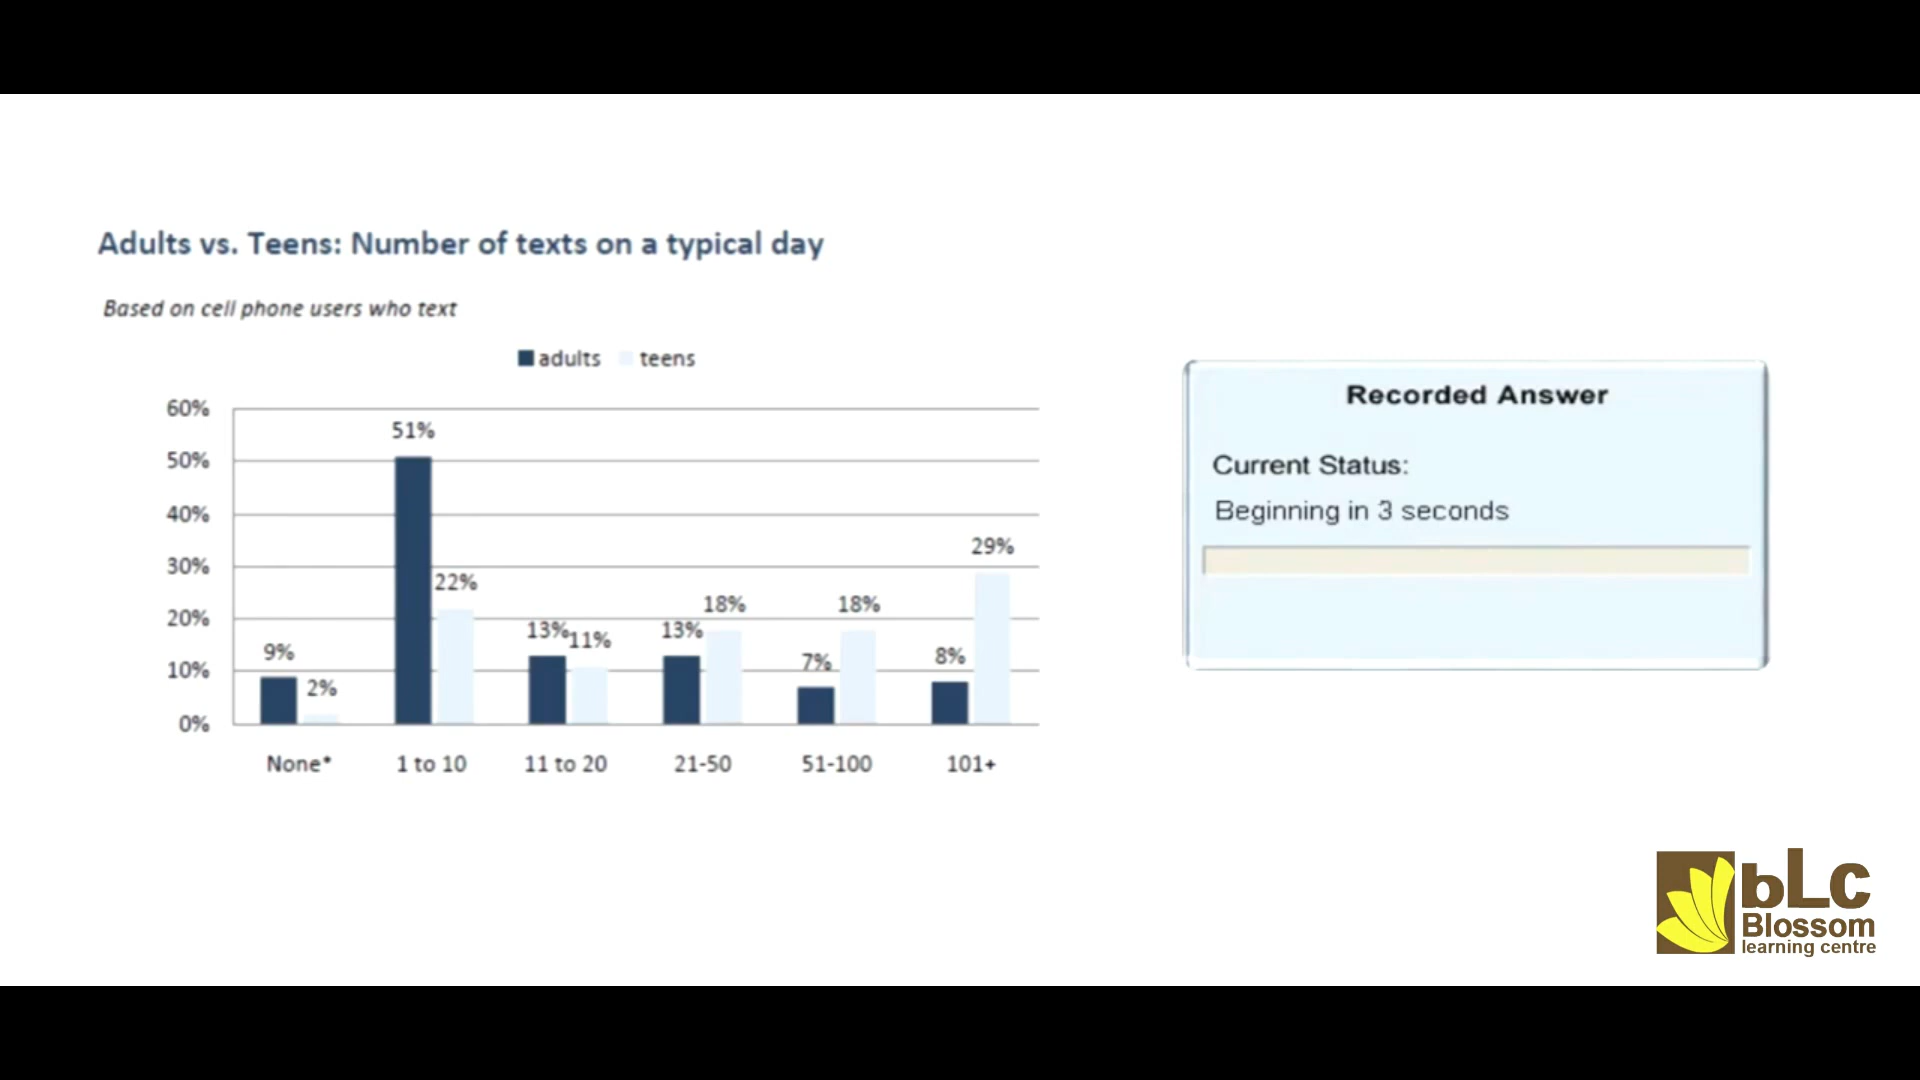 Adults vs. Teens: Number of texts on a typical day
Based on cell phone users who text
adults teens
60%
50%
40%
30%
20%
10%
0%
9% 2%
51% 22%
13% 11%
13% 18%
7% 18%
8% 29%
None* 1 to 10 11 to 20 21-50 51-100 101+
Recorded Answer
Current Status:
Beginning in 3 seconds
bLc
Blossom
learning centre